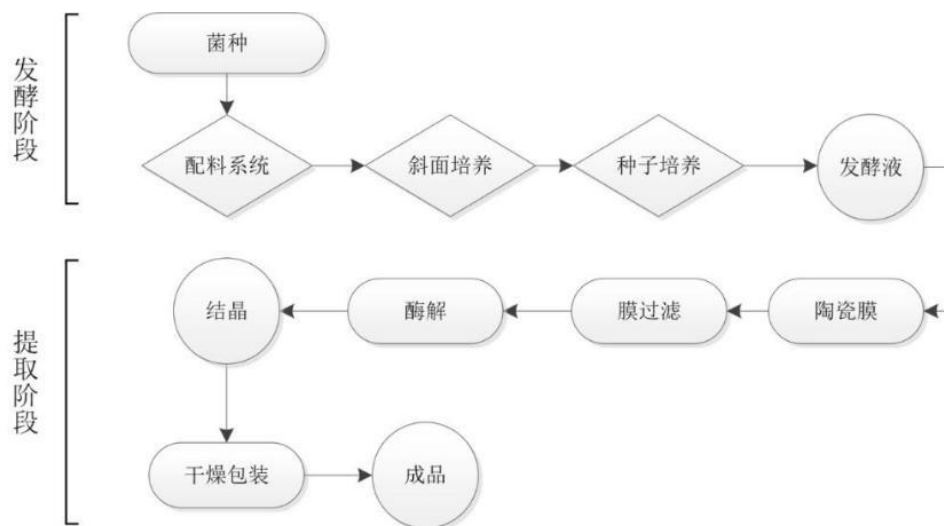 发酵阶段
菌种
配料系统
斜面培养
种子培养
发酵液
提取阶段
结晶
酶解
膜过滤
陶瓷膜
干燥包装
成品